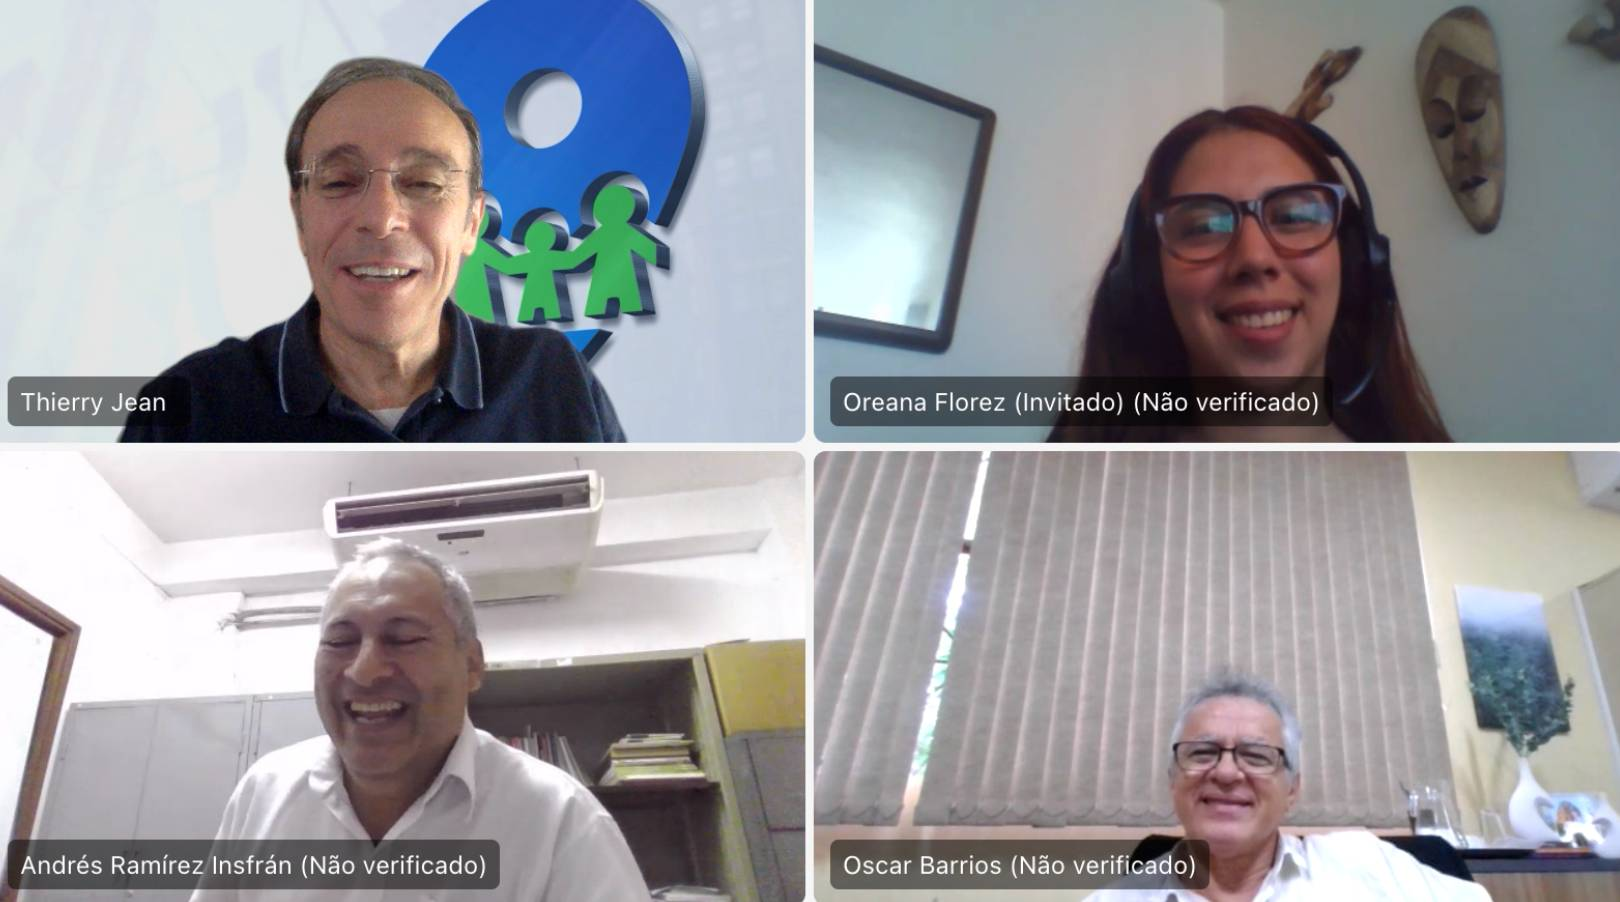 Thierry Jean
Oreana Florez (Invitado) (Não verificado)
Andrés Ramírez Insfrán (Não verificado)
Oscar Barrios (Não verificado)